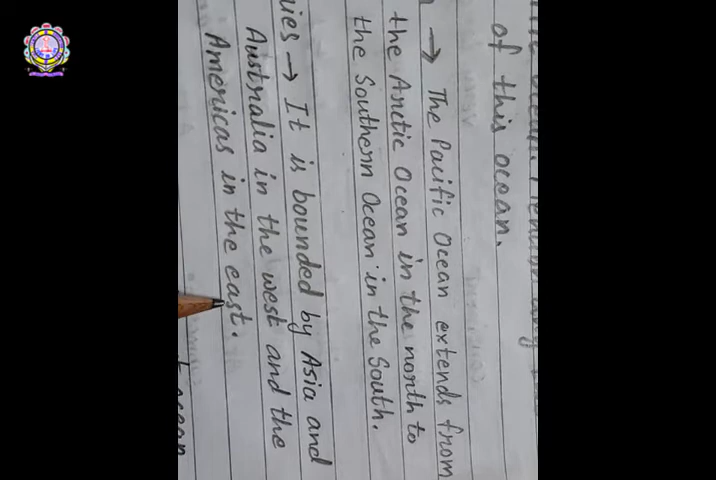 of this ocean.
→ The Pacific Ocean extends from
the Arctic Ocean in the north to
the Southern Ocean in the South.
→ It is bounded by Asia and
Australia in the west and the
Americas in the east.
ocean